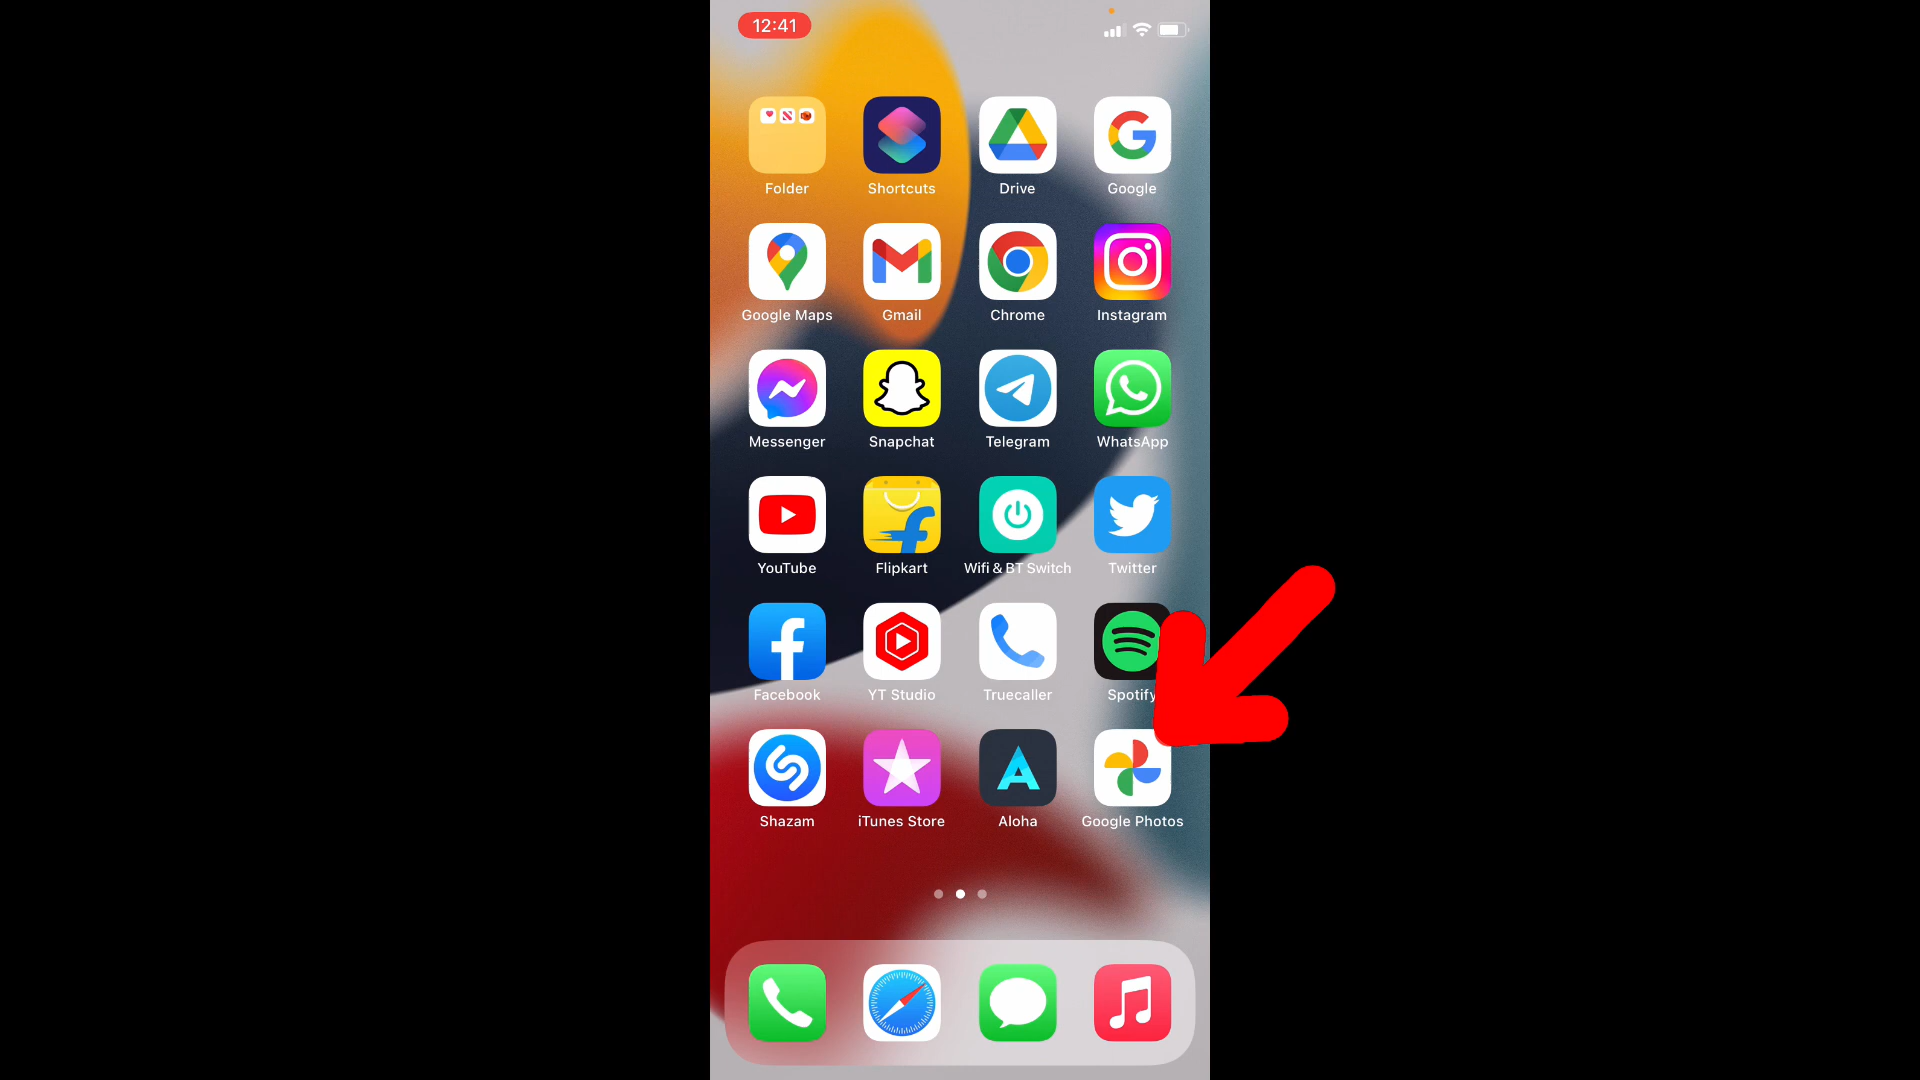 12:41
Folder Shortcuts Drive Google
Google Maps Gmail Chrome Instagram
Messenger Snapchat Telegram WhatsApp
YouTube Flipkart Wifi & BT Switch Twitter
Facebook YT Studio Truecaller Spotify
Shazam iTunes Store Aloha Google Photos